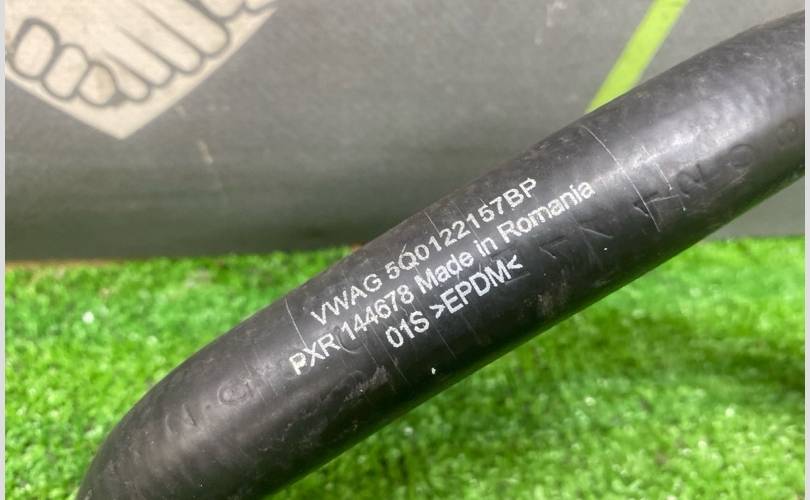 VWAG 5Q0122157BP
PXR 144678 Made in Romania
01S >EPDM<